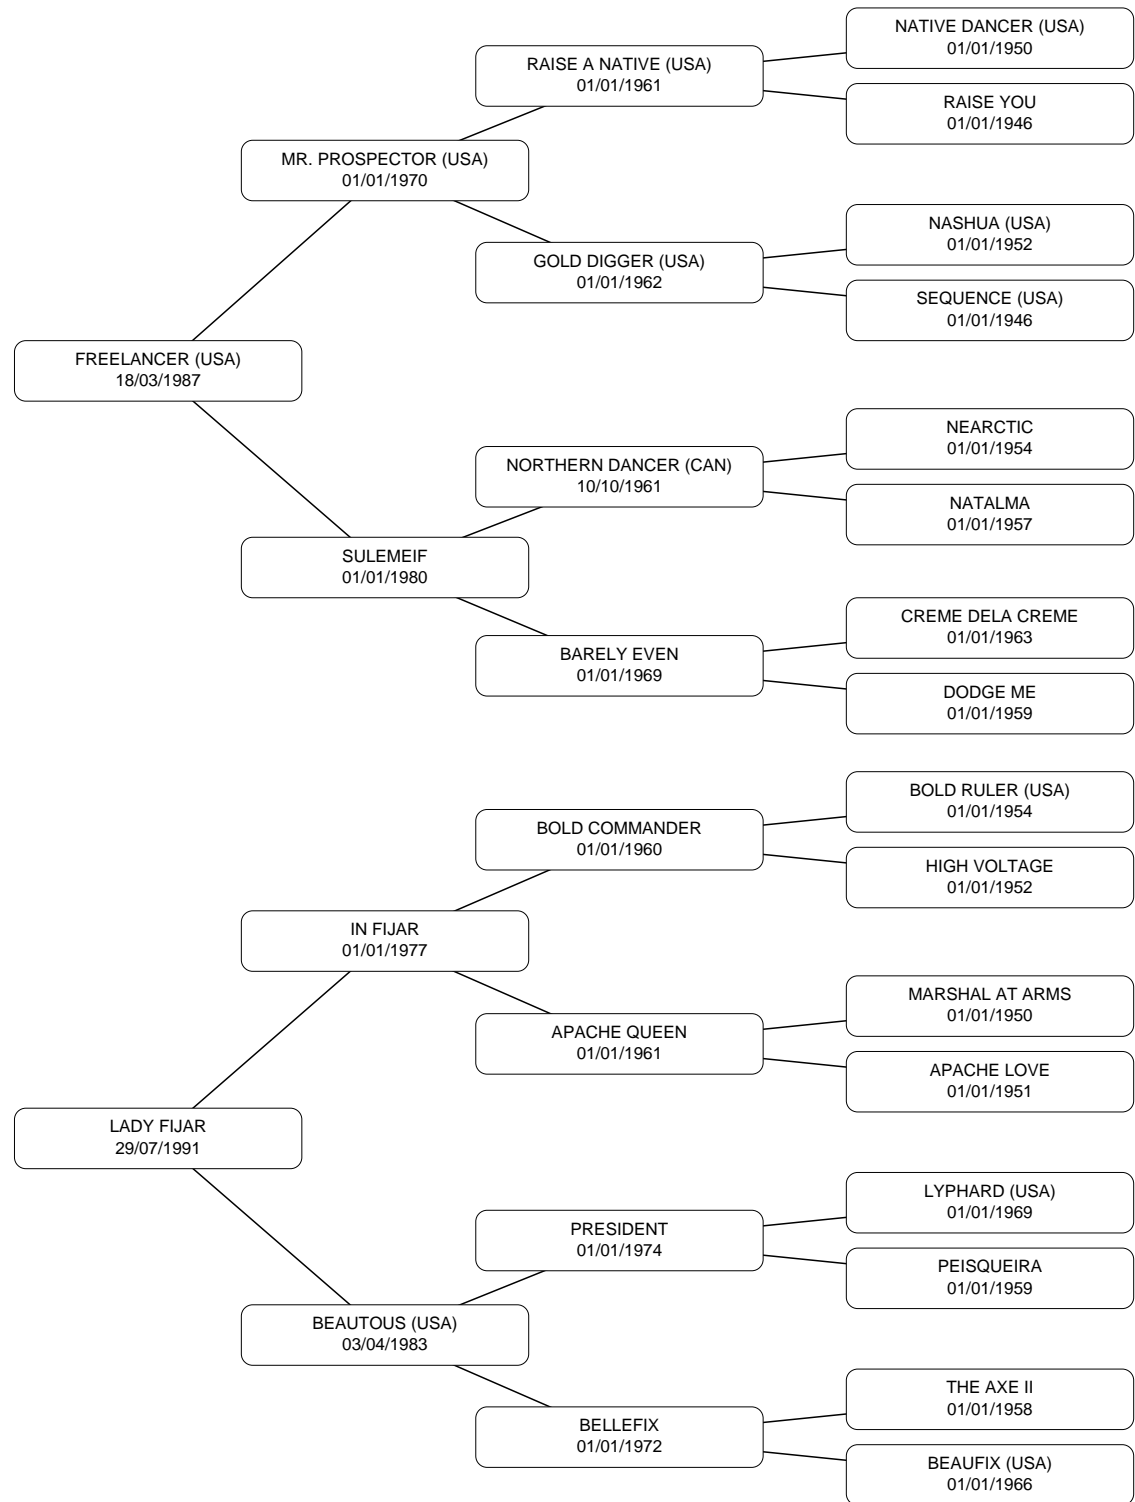 NATIVE DANCER (USA)
01/01/1950
RAISE A NATIVE (USA)
01/01/1961
RAISE YOU
01/01/1946
MR. PROSPECTOR (USA)
01/01/1970
NASHUA (USA)
01/01/1952
GOLD DIGGER (USA)
01/01/1962
SEQUENCE (USA)
01/01/1946
FREELANCER (USA)
18/03/1987
NEARCTIC
01/01/1954
NORTHERN DANCER (CAN)
10/10/1961
NATALMA
01/01/1957
SULEMEIF
01/01/1980
CREME DELA CREME
01/01/1963
BARELY EVEN
01/01/1969
DODGE ME
01/01/1959
BOLD RULER (USA)
01/01/1954
BOLD COMMANDER
01/01/1960
HIGH VOLTAGE
01/01/1952
IN FIJAR
01/01/1977
MARSHAL AT ARMS
01/01/1950
APACHE QUEEN
01/01/1961
APACHE LOVE
01/01/1951
LADY FIJAR
29/07/1991
LYPHARD (USA)
01/01/1969
PRESIDENT
01/01/1974
PEISQUEIRA
01/01/1959
BEAUTOUS (USA)
03/04/1983
THE AXE II
01/01/1958
BELLEFIX
01/01/1972
BEAUFIX (USA)
01/01/1966